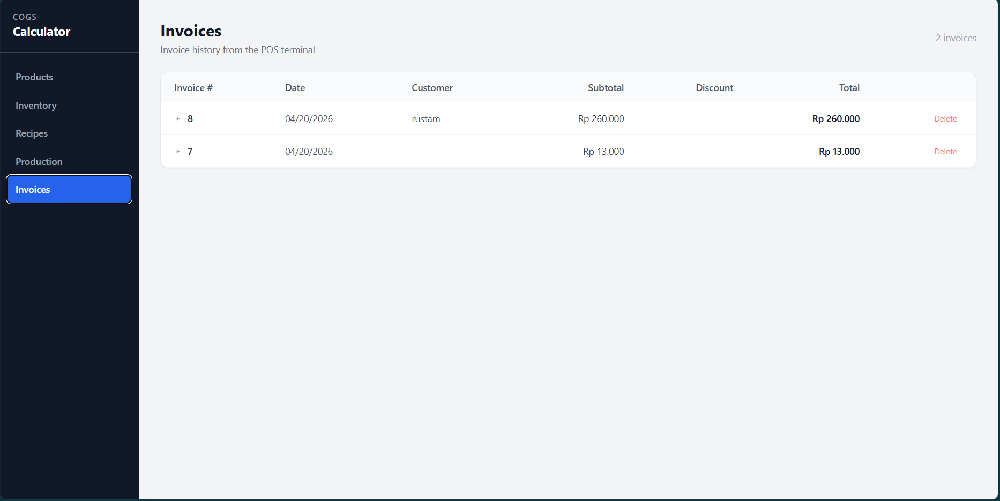 COGS
Calculator
Products
Inventory
Recipes
Production
Invoices
Invoices
Invoice history from the POS terminal
2 invoices
Invoice # Date Customer Subtotal Discount Total
8 04/20/2026 rustam Rp 260.000 — Rp 260.000 Delete
7 04/20/2026 — Rp 13.000 — Rp 13.000 Delete